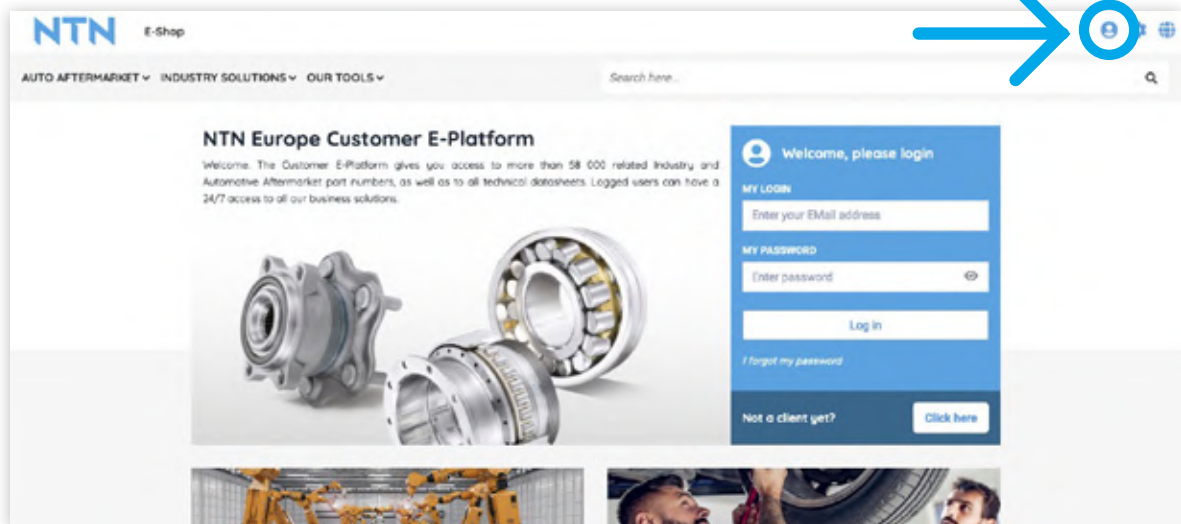 NTN E-Shop
AUTO AFTERMARKET INDUSTRY SOLUTIONS OUR TOOLS Search here...
NTN Europe Customer E-Platform
Welcome. The Customer E-Platform gives you access to more than 58 000 related Industry and
Automotive Aftermarket part numbers, as well as to all technical datasheets. Logged users can have a
24/7 access to all our business solutions.
Welcome, please login
MY LOGIN
Enter your EMail address
MY PASSWORD
Enter password
Log in
I forgot my password
Not a client yet? Click here